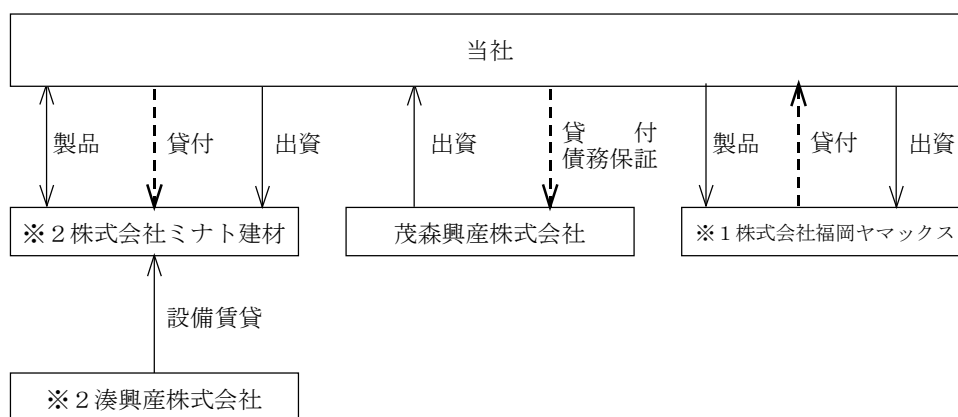 当社
製品
貸付
出資
出資
貸　　付
債務保証
製品
貸付
出資
※２株式会社ミナト建材
茂森興産株式会社
※１株式会社福岡ヤマックス
設備賃貸
※２湊興産株式会社